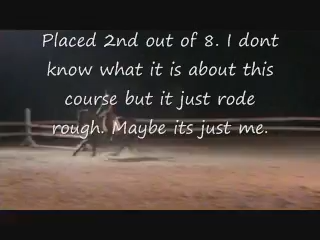 Placed 2nd out of 8. I dont
know what it is about this
course but it just rode
rough. Maybe its just me.